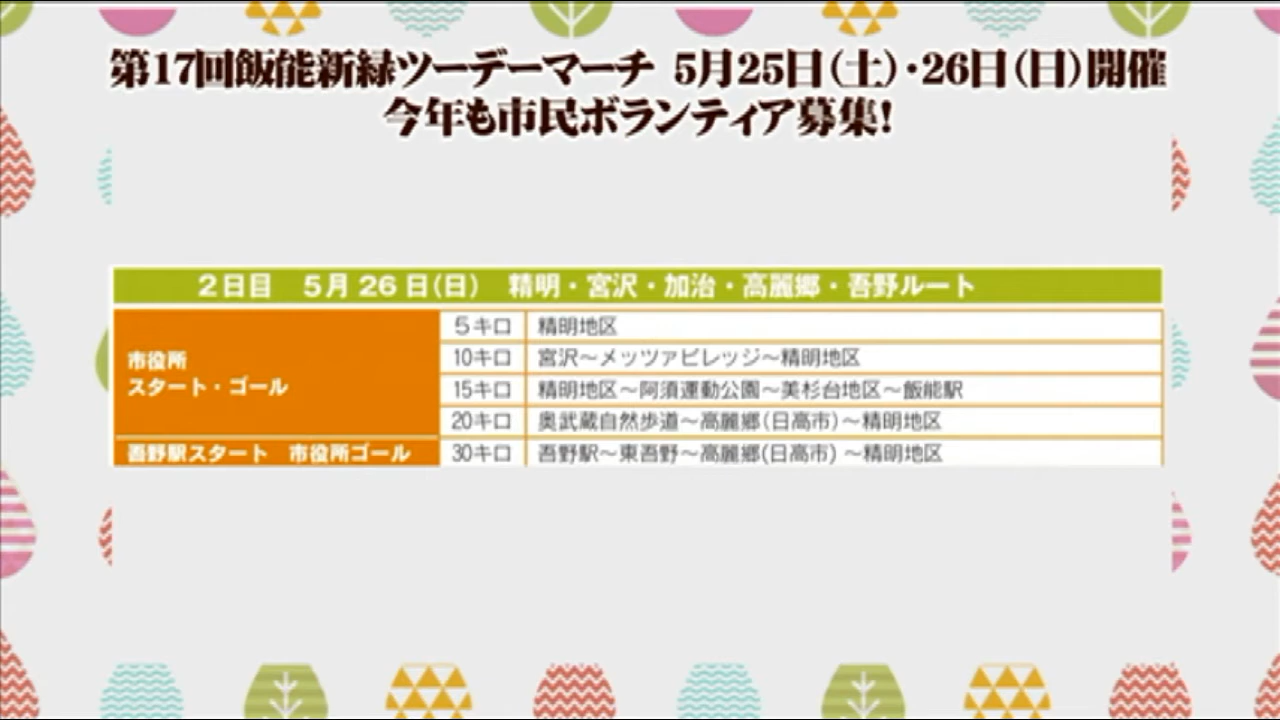 第17回飯能新緑ツーデーマーチ 5月25日(土)・26日(日)開催
今年も市民ボランティア募集!
2日目 5月26日(日) 精明・宮沢・加治・高麗郷・吾野ルート
市役所
スタート・ゴール
5キロ 精明地区
10キロ 宮沢～メッツァビレッジ～精明地区
15キロ 精明地区～阿須運動公園～美杉台地区～飯能駅
20キロ 奥武蔵自然歩道～高麗郷(日高市)～精明地区
吾野駅スタート 市役所ゴール 30キロ 吾野駅～東吾野～高麗郷(日高市) ～精明地区